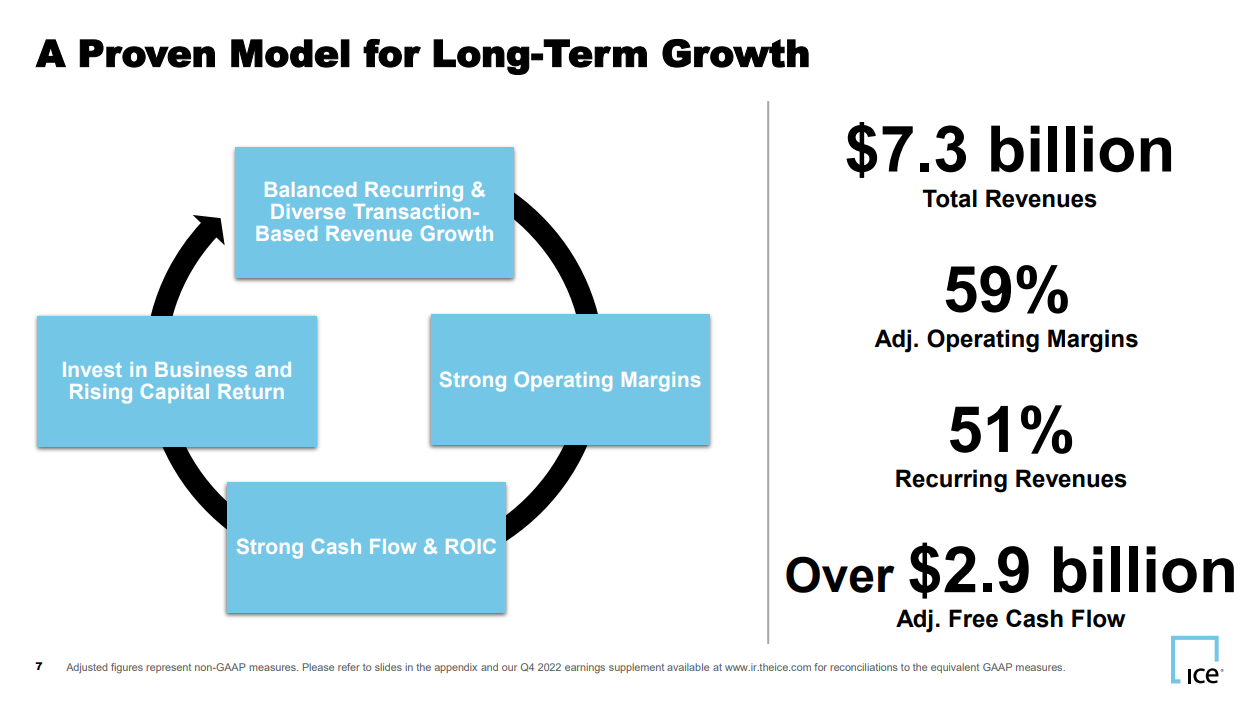 A Proven Model for Long-Term Growth
Balanced Recurring &
Diverse Transaction-
Based Revenue Growth
Strong Operating Margins
Strong Cash Flow & ROIC
Invest in Business and
Rising Capital Return
$7.3 billion
Total Revenues
59%
Adj. Operating Margins
51%
Recurring Revenues
Over $2.9 billion
Adj. Free Cash Flow
7 Adjusted figures represent non-GAAP measures. Please refer to slides in the appendix and our Q4 2022 earnings supplement available at www.ir.theice.com for reconciliations to the equivalent GAAP measures.
ice